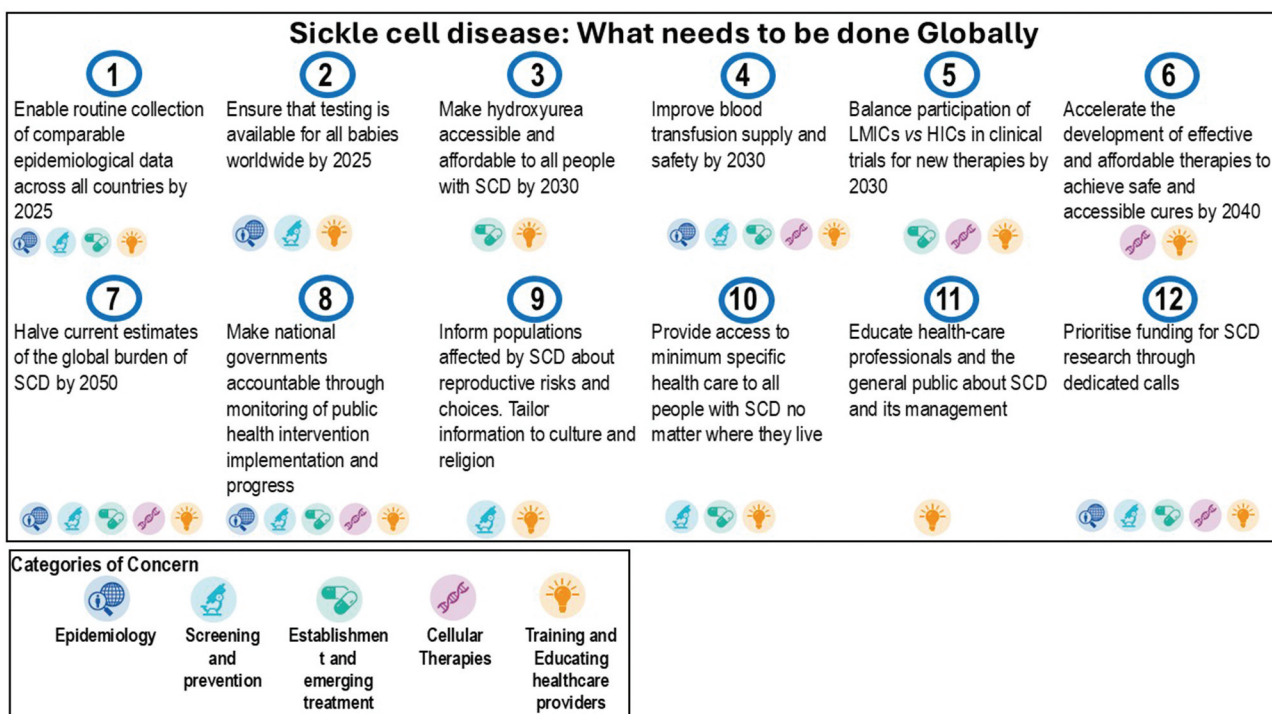 Sickle cell disease: What needs to be done Globally
1
Enable routine collection
of comparable
epidemiological data
across all countries by
2025
2
Ensure that testing is
available for all babies
worldwide by 2025
3
Make hydroxyurea
accessible and
affordable to all people
with SCD by 2030
4
Improve blood
transfusion supply and
safety by 2030
5
Balance participation of
LMICs vs HICs in clinical
trials for new therapies by
2030
6
Accelerate the
development of effective
and affordable therapies to
achieve safe and
accessible cures by 2040
7
Halve current estimates
of the global burden of
SCD by 2050
8
Make national
governments
accountable through
monitoring of public
health intervention
implementation and
progress
9
Inform populations
affected by SCD about
reproductive risks and
choices. Tailor
information to culture and
religion
10
Provide access to
minimum specific
health care to all
people with SCD no
matter where they live
11
Educate health-care
professionals and the
general public about SCD
and its management
12
Prioritise funding for SCD
research through
dedicated calls
Categories of Concern
Epidemiology
Screening
and
prevention
Establishmen
t and
emerging
treatment
Cellular
Therapies
Training and
Educating
healthcare
providers